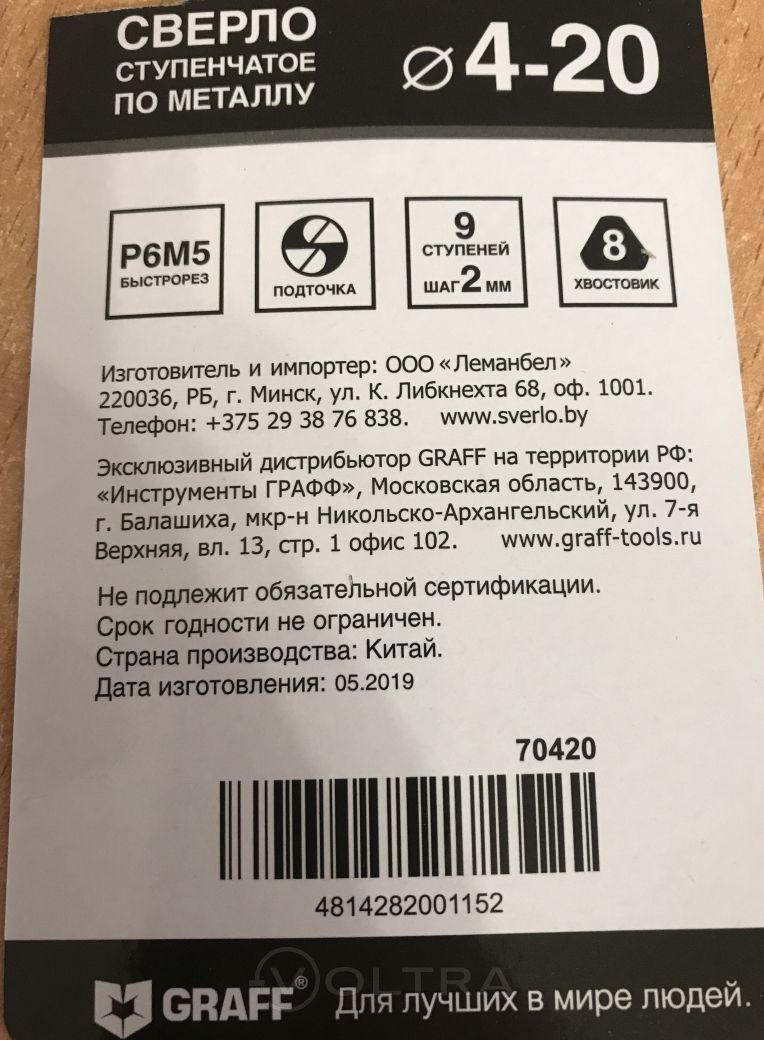 СВЕРЛО
СТУПЕНЧАТОЕ
ПО МЕТАЛЛУ
⌀ 4-20
Р6М5
БЫСТРОРЕЗ
ПОДТОЧКА
9
СТУПЕНЕЙ
ШАГ 2 ММ
8
ХВОСТОВИК
Изготовитель и импортер: ООО «Леманбел»
220036, РБ, г. Минск, ул. К. Либкнехта 68, оф. 1001.
Телефон: +375 29 38 76 838. www.sverlo.by
Эксклюзивный дистрибьютор GRAFF на территории РФ:
«Инструменты ГРАФФ», Московская область, 143900,
г. Балашиха, мкр-н Никольско-Архангельский, ул. 7-я
Верхняя, вл. 13, стр. 1 офис 102. www.graff-tools.ru
Не подлежит обязательной сертификации.
Срок годности не ограничен.
Страна производства: Китай.
Дата изготовления: 05.2019
70420
4814282001152
VOLTRA
GRAFF® Для лучших в мире людей.